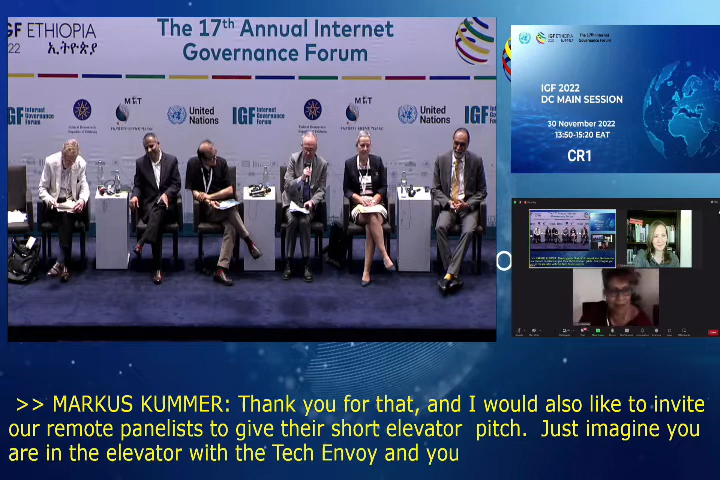 GF ETHIOPIA
2022 ኢትዮጵያ
The 17th Annual Internet
Governance Forum
IGF Internet Governance Forum
United Nations
IGF Internet Governance Forum
United Nations
IGF
IGF ETHIOPIA
IGF 2022
DC MAIN SESSION
30 November 2022
13:50-15:20 EAT
CR1
>> MARKUS KUMMER: Thank you for that, and I would also like to invite
our remote panelists to give their short elevator pitch. Just imagine you
are in the elevator with the Tech Envoy and you